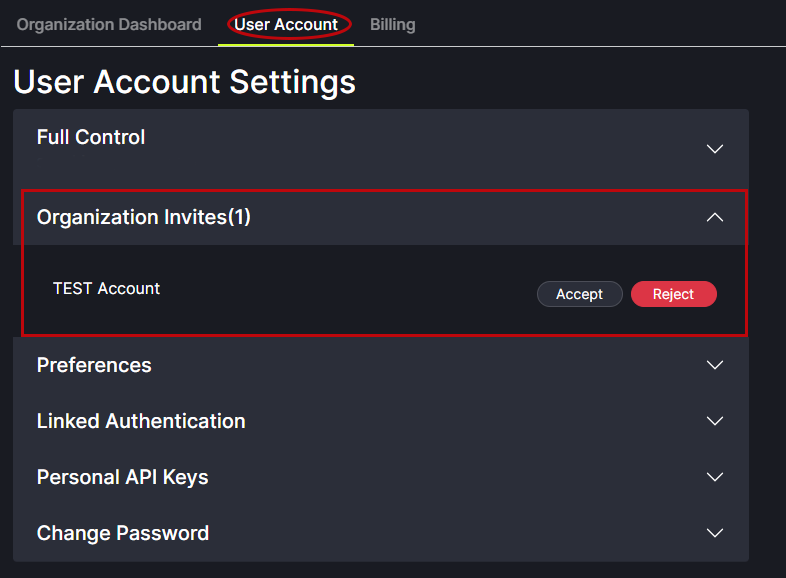 Organization Dashboard User Account Billing
User Account Settings
Full Control
Organization Invites(1)
TEST Account Accept Reject
Preferences
Linked Authentication
Personal API Keys
Change Password